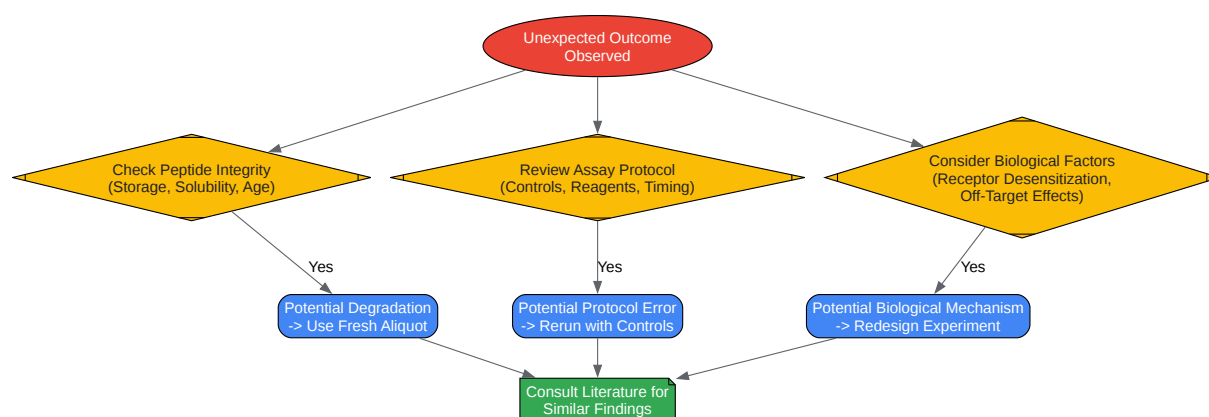 Unexpected Outcome
Observed
Check Peptide Integrity
(Storage, Solubility, Age)
Review Assay Protocol
(Controls, Reagents, Timing)
Consider Biological Factors
(Receptor Desensitization,
Off-Target Effects)
Yes
Yes
Yes
Potential Degradation
-> Use Fresh Aliquot
Potential Protocol Error
-> Rerun with Controls
Potential Biological Mechanism
-> Redesign Experiment
Consult Literature for
Similar Findings